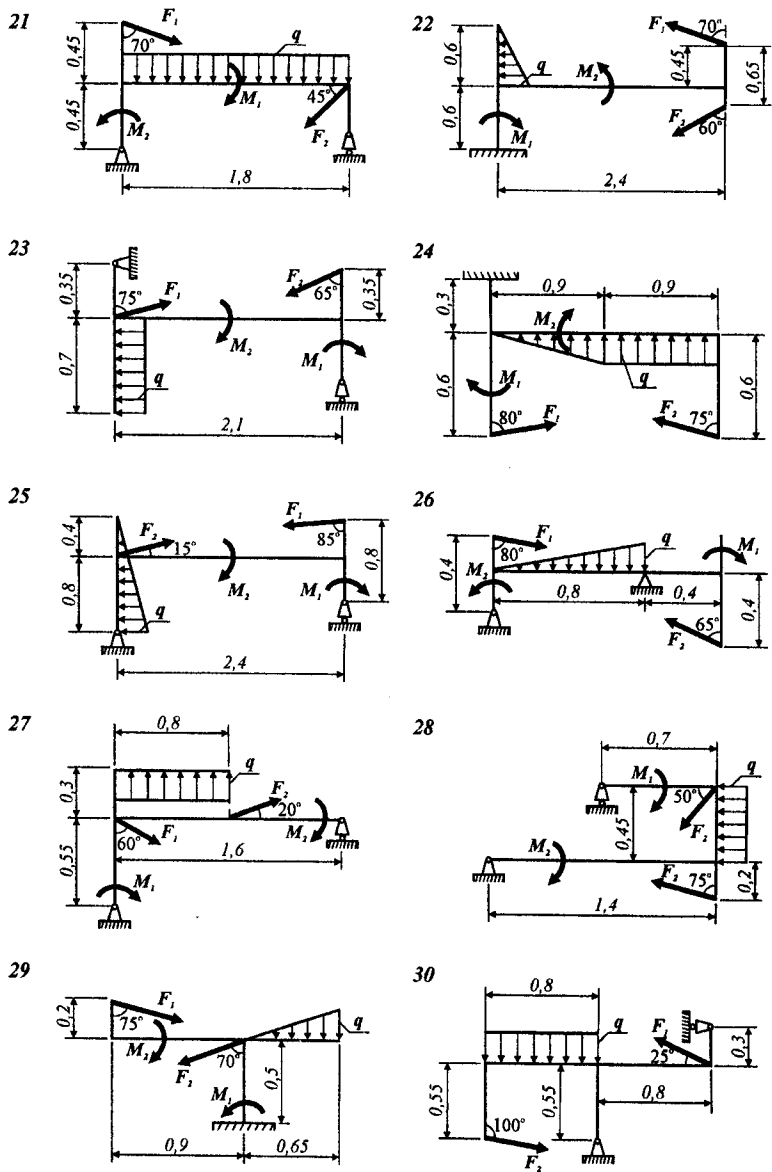 21
F₁
70°
q
0,45
0,45
M₁
45°
F₂
M₂
1,8
22
F₁
70°
0,6
q
M₂
0,45
0,65
0,6
F₂
60°
M₁
2,4
23
0,35
75°
F₁
F₂
65°
0,35
M₂
M₁
0,7
q
2,1
24
0,3
0,9
0,9
M₂
M₁
q
0,6
0,6
80°
F₁
F₂
75°
25
0,4
F₂
15°
F₁
85°
0,8
M₂
M₁
0,8
q
2,4
26
F₁
80°
q
M₁
0,4
M₂
0,8
0,4
0,4
F₂
65°
27
0,8
0,3
q
F₂
20°
M₂
F₁
60°
0,55
1,6
M₁
28
0,7
M₁
50°
q
0,45
F₂
M₂
F₂
75°
0,2
1,4
29
0,2
F₁
75°
M₂
q
F₂
70°
0,5
M₁
0,9
0,65
30
0,8
q
F₁
25°
0,3
0,55
0,55
0,8
100°
F₂